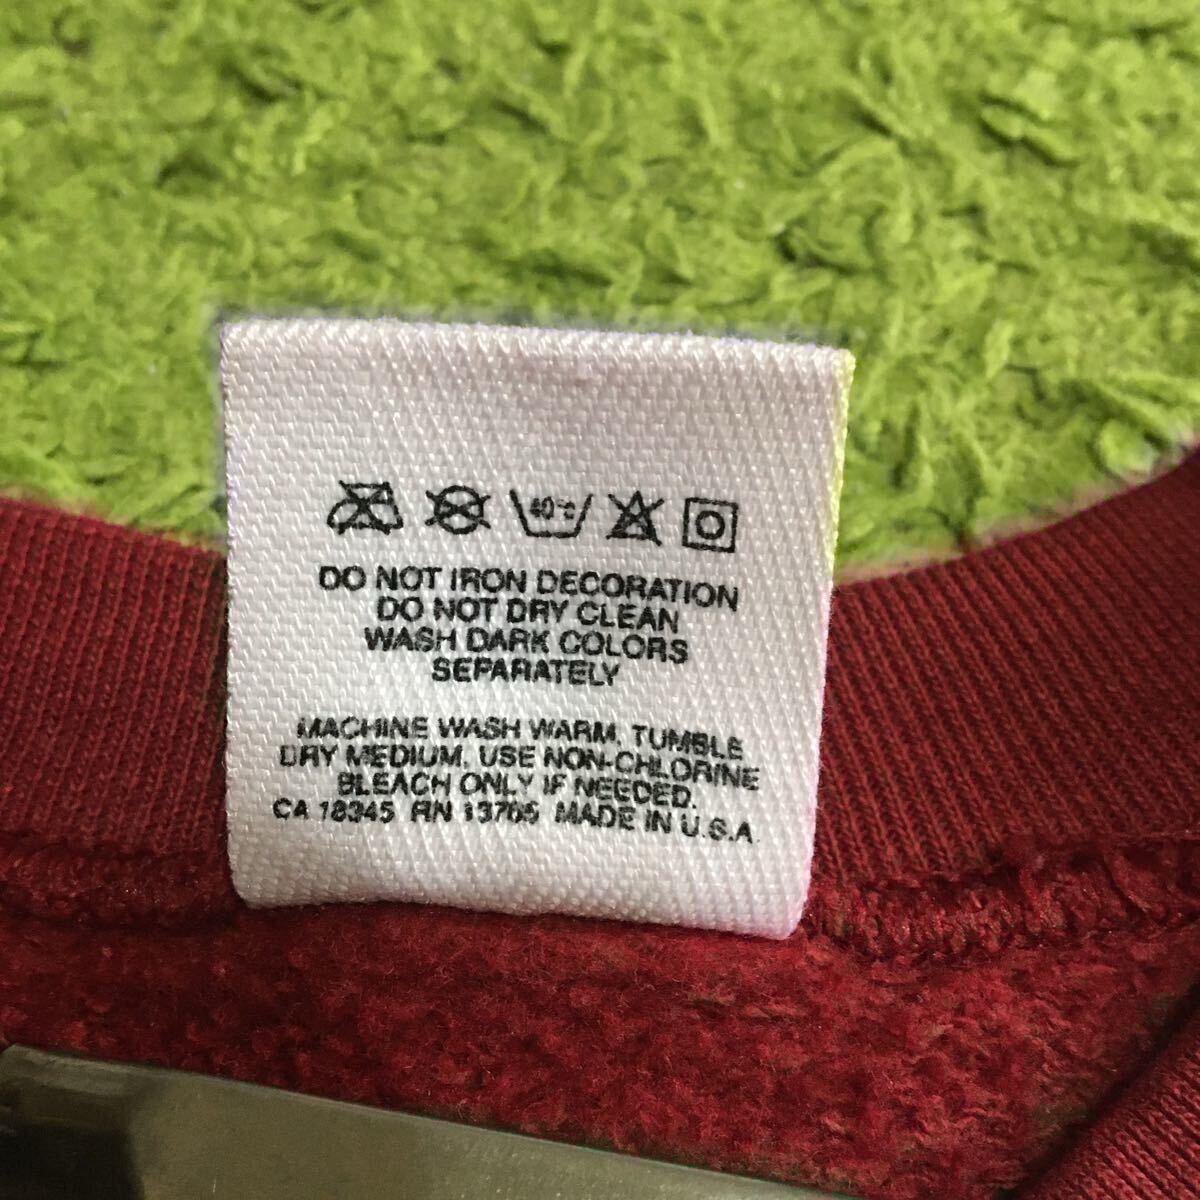 40°C
DO NOT IRON DECORATION
DO NOT DRY CLEAN
WASH DARK COLORS
SEPARATELY
MACHINE WASH WARM. TUMBLE
DRY MEDIUM. USE NON-CHLORINE
BLEACH ONLY IF NEEDED.
CA 18345 RN 13765 MADE IN U.S.A.